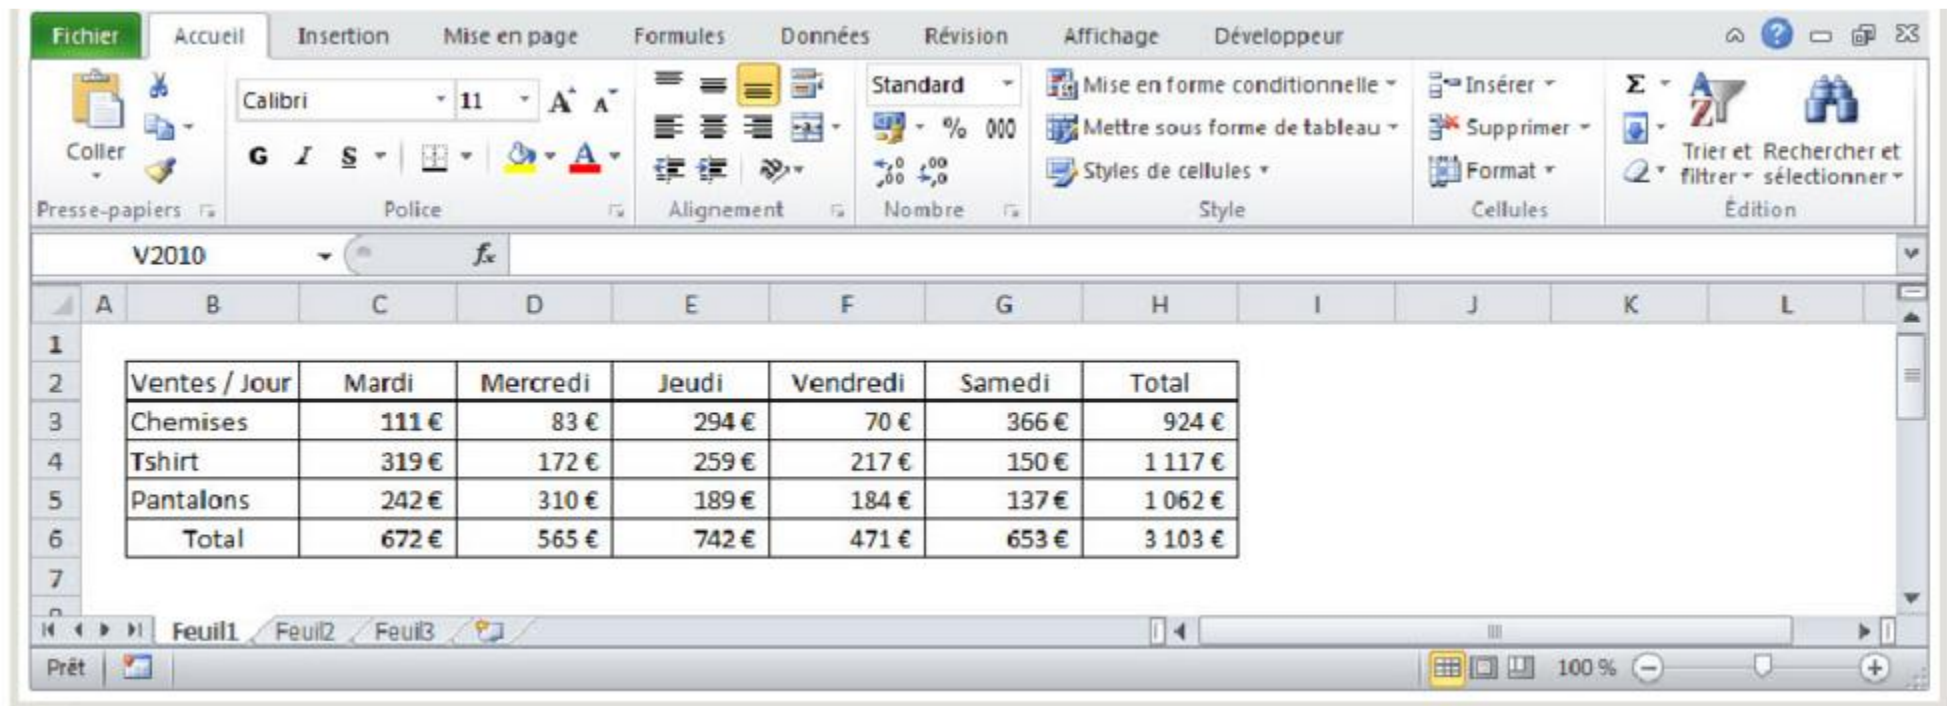 Fichier Accueil Insertion Mise en page Formules Données Révision Affichage Développeur
Calibri 11 A A Standard Mise en forme conditionnelle Insérer Σ
Coller G I S A % 000 Mettre sous forme de tableau Supprimer Trier et filtrer Rechercher et sélectionner
Styles de cellules Format
Presse-papiers Police Alignement Nombre Style Cellules Édition
V2010 fx
A B C D E F G H I J K L
1
2 Ventes / Jour Mardi Mercredi Jeudi Vendredi Samedi Total
3 Chemises 111 € 83 € 294 € 70 € 366 € 924 €
4 Tshirt 319 € 172 € 259 € 217 € 150 € 1 117 €
5 Pantalons 242 € 310 € 189 € 184 € 137 € 1 062 €
6 Total 672 € 565 € 742 € 471 € 653 € 3 103 €
7
Feuil1 Feuil2 Feuil3
Prêt 100 %